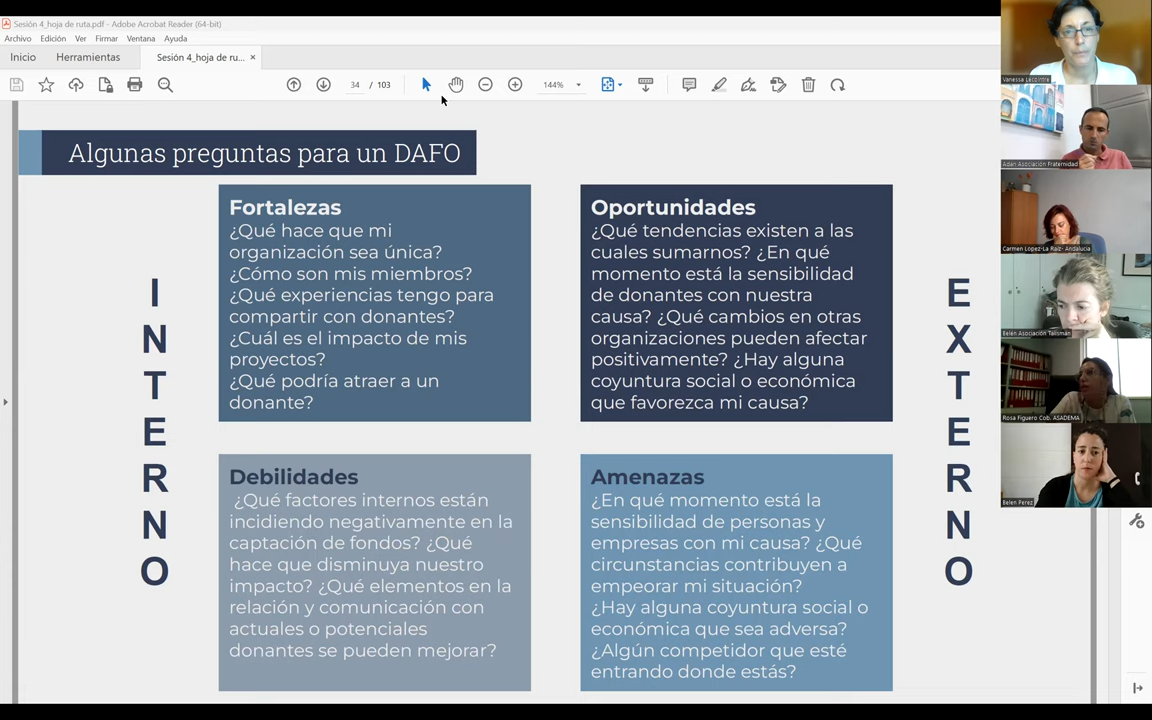 Sesión 4_hoja de ruta.pdf - Adobe Acrobat Reader (64-bit)
Archivo Edición Ver Firmar Ventana Ayuda
Inicio Herramientas Sesión 4_hoja de ru... ×
34 / 103 144%
Algunas preguntas para un DAFO
INTERNO
Fortalezas
¿Qué hace que mi
organización sea única?
¿Cómo son mis miembros?
¿Qué experiencias tengo para
compartir con donantes?
¿Cuál es el impacto de mis
proyectos?
¿Qué podría atraer a un
donante?
Oportunidades
¿Qué tendencias existen a las
cuales sumarnos? ¿En qué
momento está la sensibilidad
de donantes con nuestra
causa? ¿Qué cambios en otras
organizaciones pueden afectar
positivamente? ¿Hay alguna
coyuntura social o económica
que favorezca mi causa?
EXTERNO
Debilidades
¿Qué factores internos están
incidiendo negativamente en la
captación de fondos? ¿Qué
hace que disminuya nuestro
impacto? ¿Qué elementos en la
relación y comunicación con
actuales o potenciales
donantes se pueden mejorar?
Amenazas
¿En qué momento está la
sensibilidad de personas y
empresas con mi causa? ¿Qué
circunstancias contribuyen a
empeorar mi situación?
¿Hay alguna coyuntura social o
económica que sea adversa?
¿Algún competidor que esté
entrando donde estás?
Vanessa Lecointre
Adán Asociación Fraternidad
Carmen Lopez-La Raíz- Andalucia
Belén Asociación Talismán
Rosa Figuero Cob. ASADEMA
Belen Perez